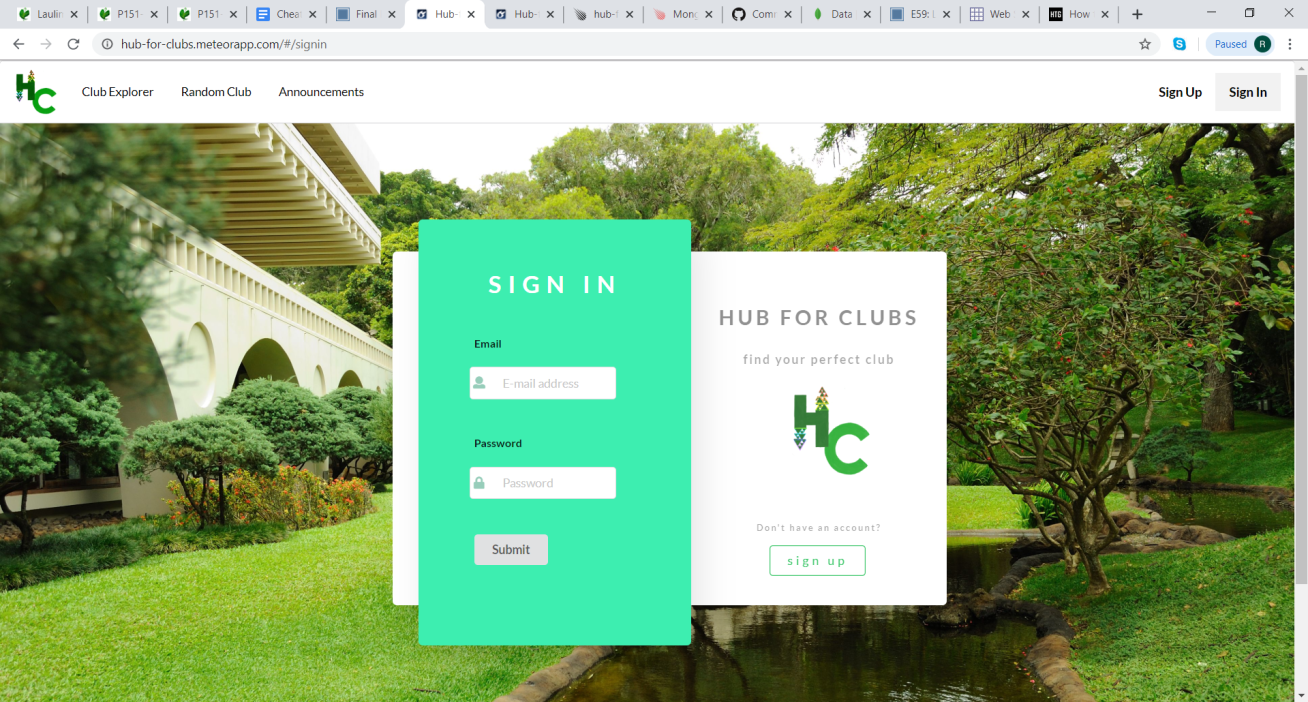 Laulin
P151-
P151
Chea
Final
Hub-
Hub-
hub-f
Mong
Comm
Data
E59: 
Web
How
hub-for-clubs.meteorapp.com/#/signin
Paused R
HC
Club Explorer Random Club Announcements Sign Up Sign In
SIGN IN
Email
E-mail address
Password
Password
Submit
HUB FOR CLUBS
find your perfect club
HC
Don't have an account?
sign up